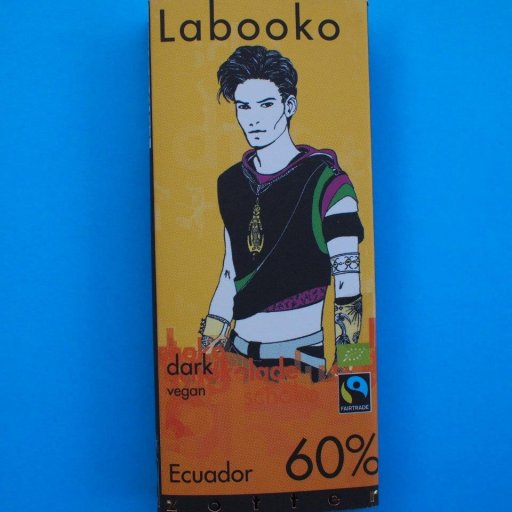 Labooko
dark
vegan
FAIRTRADE
Ecuador
60%
zotter